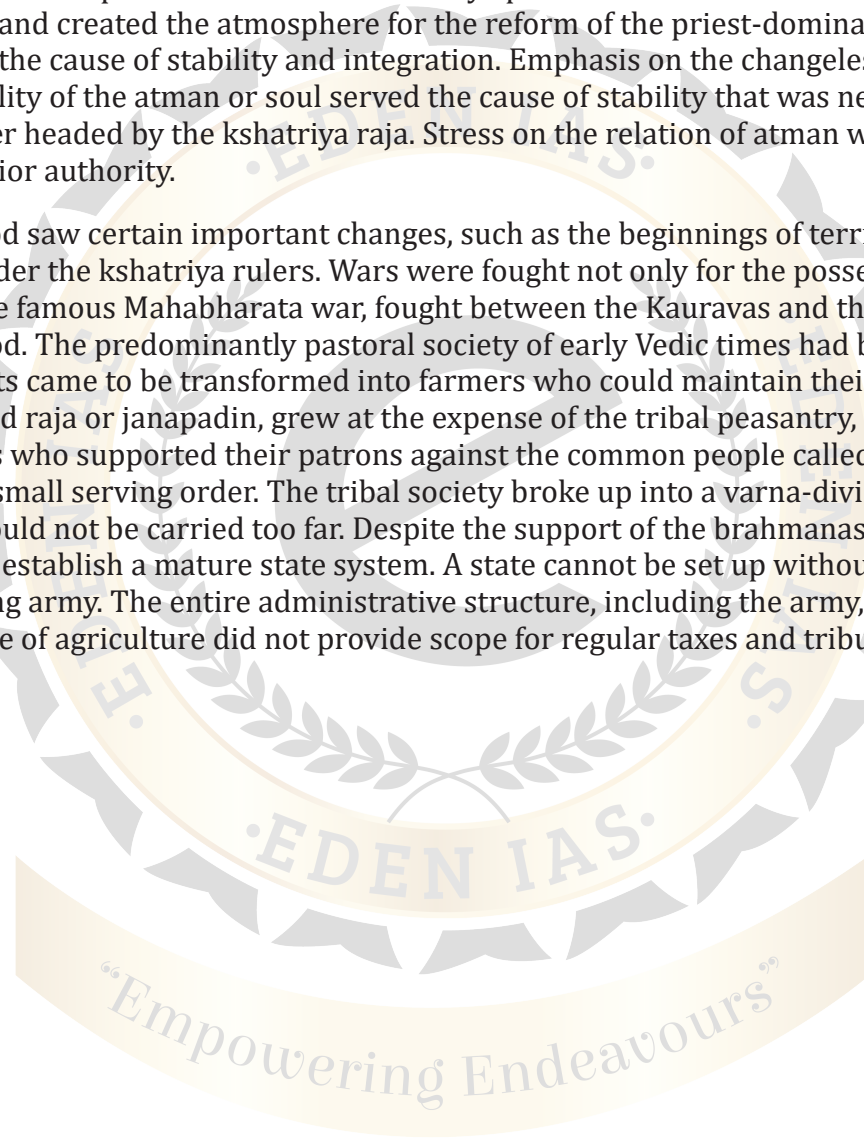 and created the atmosphere for the reform of the priest-domina
the cause of stability and integration. Emphasis on the changeles
lity of the atman or soul served the cause of stability that was ne
er headed by the kshatriya raja. Stress on the relation of atman w
ior authority.
d saw certain important changes, such as the beginnings of terri
der the kshatriya rulers. Wars were fought not only for the posse
e famous Mahabharata war, fought between the Kauravas and th
od. The predominantly pastoral society of early Vedic times had b
ts came to be transformed into farmers who could maintain thei
d raja or janapadin, grew at the expense of the tribal peasantry,
s who supported their patrons against the common people called
small serving order. The tribal society broke up into a varna-divi
ould not be carried too far. Despite the support of the brahmanas
establish a mature state system. A state cannot be set up withou
ng army. The entire administrative structure, including the army,
e of agriculture did not provide scope for regular taxes and tribu
·EDEN IAS·
·EDEN IAS
EDEN IAS·
·EDEN IAS·
“Empowering Endeavours”